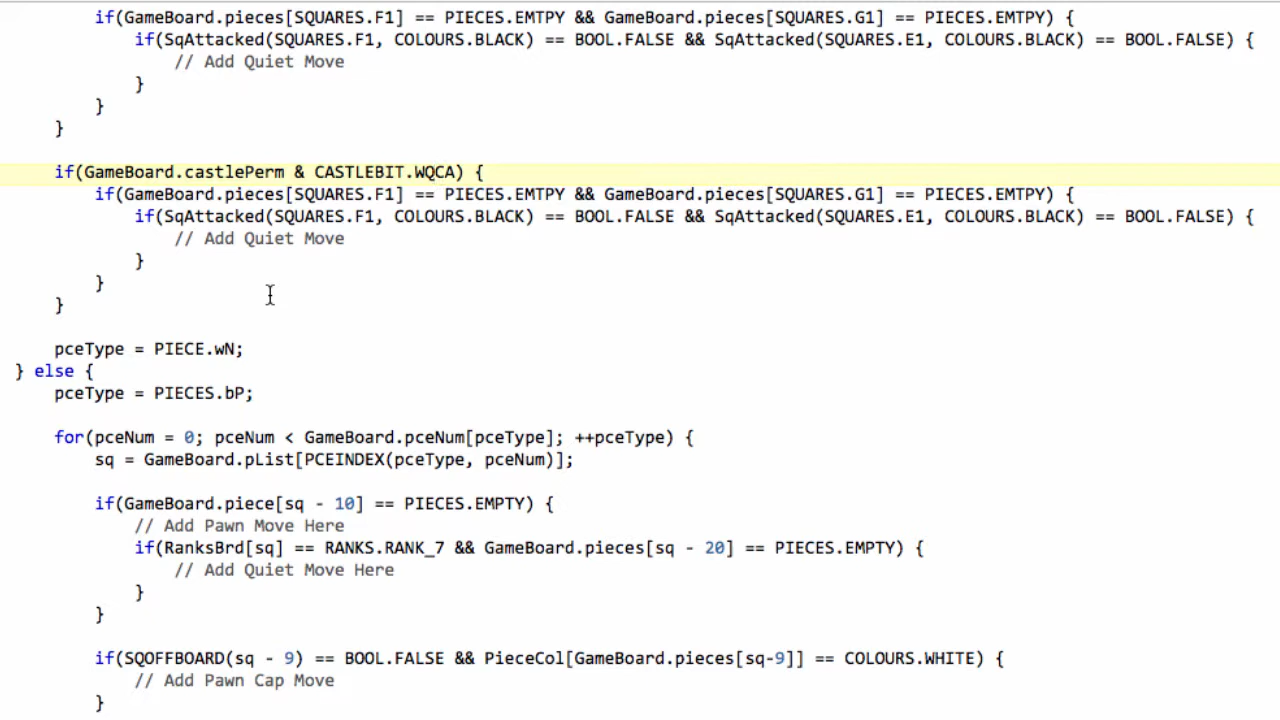 if(GameBoard.pieces[SQUARES.F1] == PIECES.EMTPY && GameBoard.pieces[SQUARES.G1] == PIECES.EMTPY) {
if(SqAttacked(SQUARES.F1, COLOURS.BLACK) == BOOL.FALSE && SqAttacked(SQUARES.E1, COLOURS.BLACK) == BOOL.FALSE) {
// Add Quiet Move
}
}
}
if(GameBoard.castlePerm & CASTLEBIT.WQCA) {
if(GameBoard.pieces[SQUARES.F1] == PIECES.EMTPY && GameBoard.pieces[SQUARES.G1] == PIECES.EMTPY) {
if(SqAttacked(SQUARES.F1, COLOURS.BLACK) == BOOL.FALSE && SqAttacked(SQUARES.E1, COLOURS.BLACK) == BOOL.FALSE) {
// Add Quiet Move
}
}
}
pceType = PIECE.wN;
} else {
pceType = PIECES.bP;
for(pceNum = 0; pceNum < GameBoard.pceNum[pceType]; ++pceType) {
sq = GameBoard.pList[PCEINDEX(pceType, pceNum)];
if(GameBoard.piece[sq - 10] == PIECES.EMPTY) {
// Add Pawn Move Here
if(RanksBrd[sq] == RANKS.RANK_7 && GameBoard.pieces[sq - 20] == PIECES.EMPTY) {
// Add Quiet Move Here
}
}
if(SQOFFBOARD(sq - 9) == BOOL.FALSE && PieceCol[GameBoard.pieces[sq-9]] == COLOURS.WHITE) {
// Add Pawn Cap Move
}